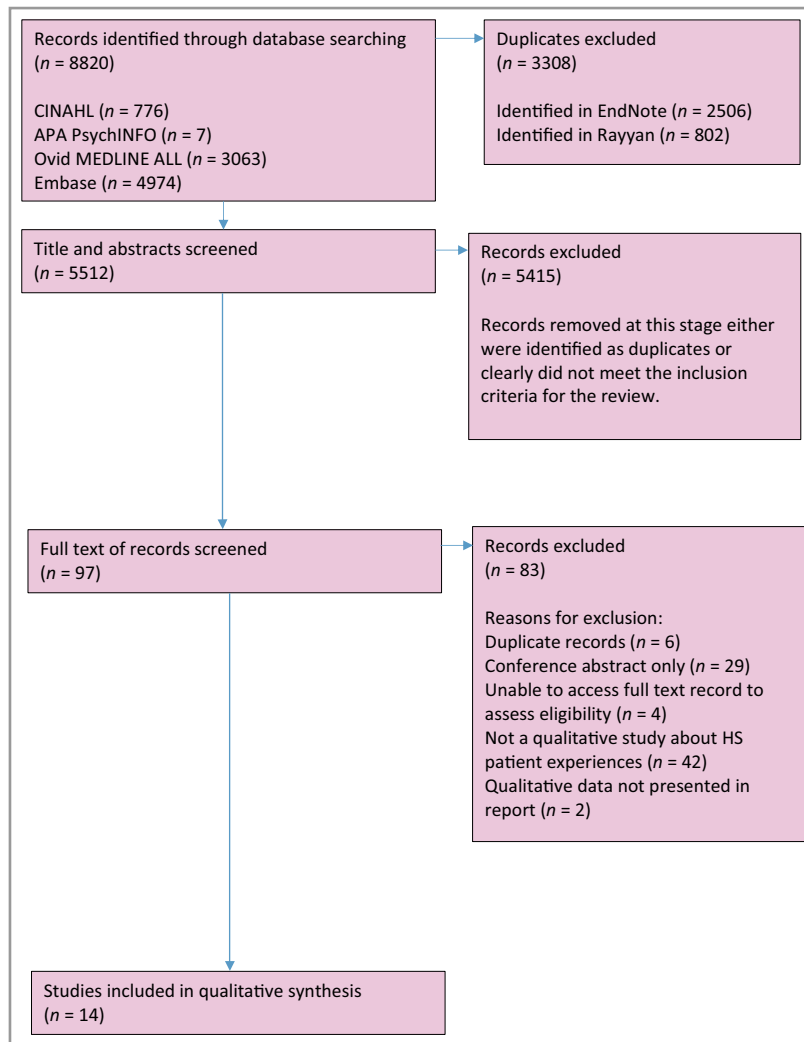 Records identified through database searching
(n = 8820)
CINAHL (n = 776)
APA PsychINFO (n = 7)
Ovid MEDLINE ALL (n = 3063)
Embase (n = 4974)
Duplicates excluded
(n = 3308)
Identified in EndNote (n = 2506)
Identified in Rayyan (n = 802)
Title and abstracts screened
(n = 5512)
Records excluded
(n = 5415)
Records removed at this stage either
were identified as duplicates or
clearly did not meet the inclusion
criteria for the review.
Full text of records screened
(n = 97)
Records excluded
(n = 83)
Reasons for exclusion:
Duplicate records (n = 6)
Conference abstract only (n = 29)
Unable to access full text record to
assess eligibility (n = 4)
Not a qualitative study about HS
patient experiences (n = 42)
Qualitative data not presented in
report (n = 2)
Studies included in qualitative synthesis
(n = 14)